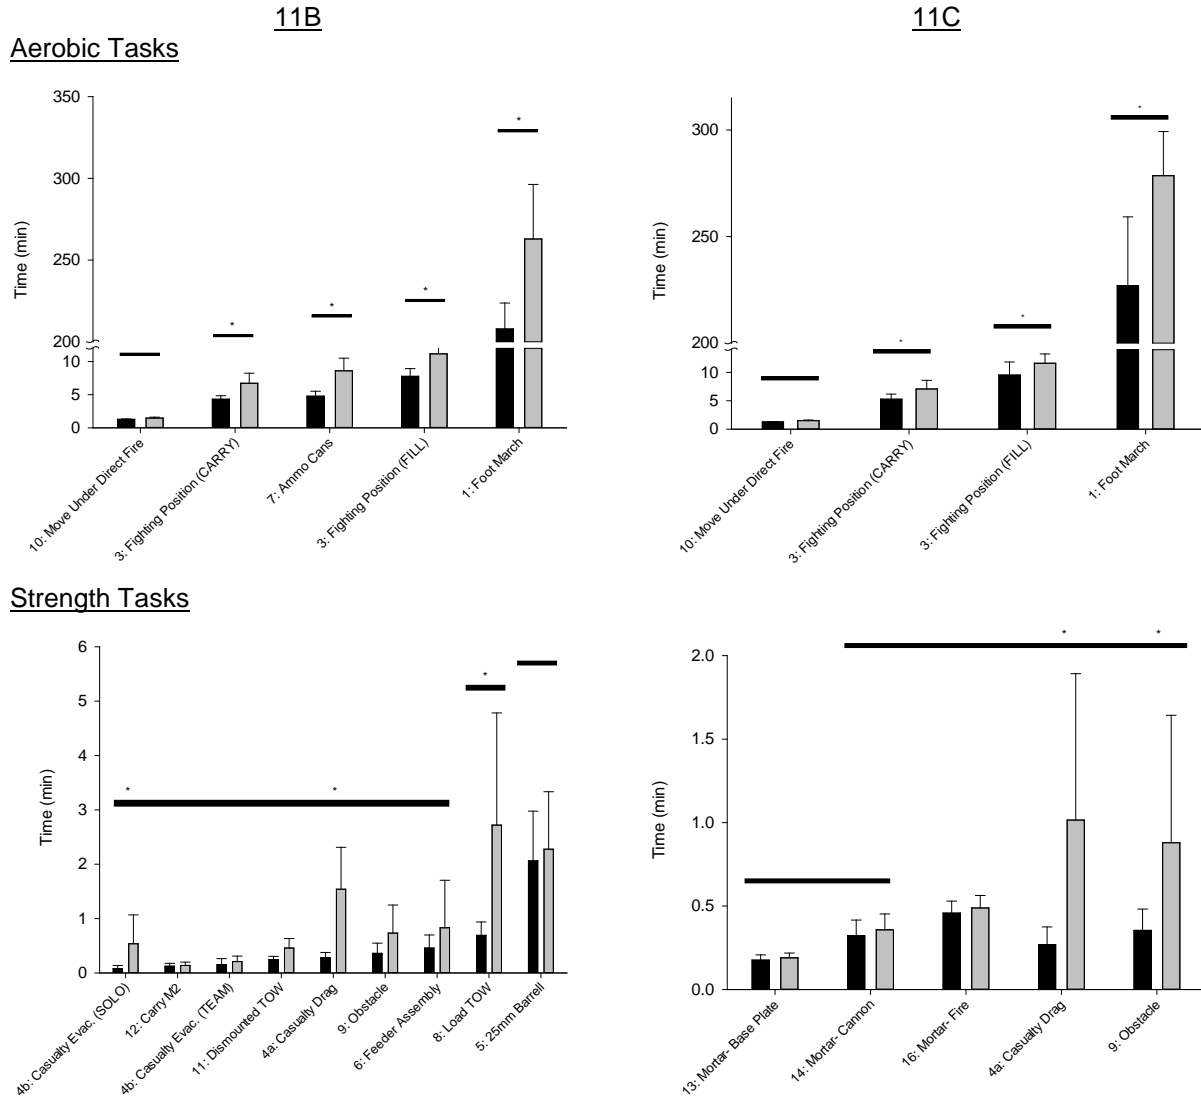 11B
11C
Aerobic Tasks
350
300
250
200
10
5
0
Time (min)
*
*
*
*
10: Move Under Direct Fire
3: Fighting Position (CARRY)
7: Ammo Cans
3: Fighting Position (FILL)
1: Foot March
300
250
200
10
5
0
Time (min)
*
*
*
10: Move Under Direct Fire
3: Fighting Position (CARRY)
3: Fighting Position (FILL)
1: Foot March
Strength Tasks
6
5
4
3
2
1
0
Time (min)
*
*
*
4b: Casualty Evac. (SOLO)
12: Carry M2
4b: Casualty Evac. (TEAM)
11: Dismounted TOW
4a: Casualty Drag
9: Obstacle
6: Feeder Assembly
8: Load TOW
5: 25mm Barrell
2.0
1.5
1.0
0.5
0.0
Time (min)
*
*
13: Mortar- Base Plate
14: Mortar- Cannon
16: Mortar- Fire
4a: Casualty Drag
9: Obstacle